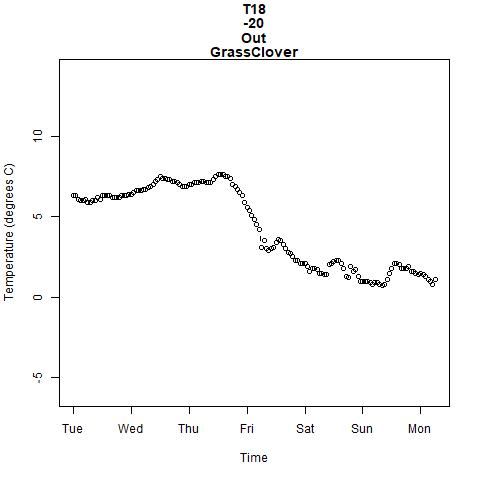 T18
-20
Out
GrassClover
10
5
0
-5
Temperature (degrees C)
Tue Wed Thu Fri Sat Sun Mon
Time